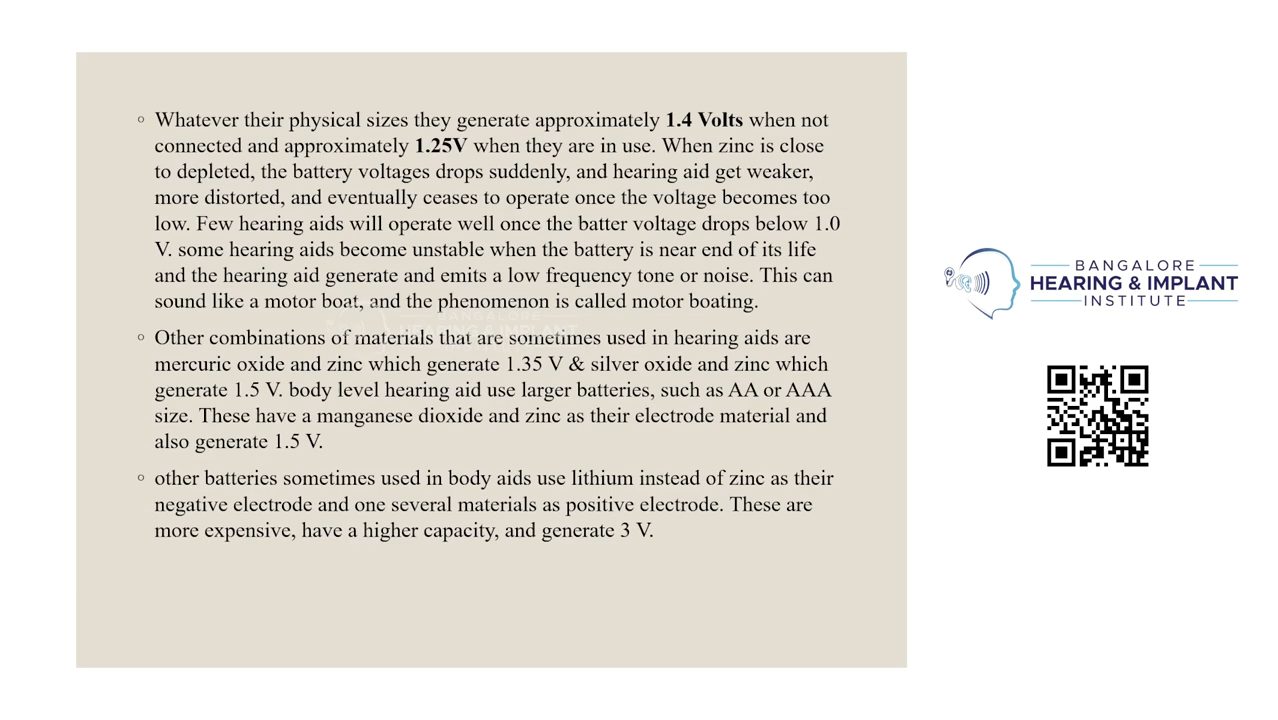 Whatever their physical sizes they generate approximately 1.4 Volts when not
connected and approximately 1.25V when they are in use. When zinc is close
to depleted, the battery voltages drops suddenly, and hearing aid get weaker,
more distorted, and eventually ceases to operate once the voltage becomes too
low. Few hearing aids will operate well once the batter voltage drops below 1.0
V. some hearing aids become unstable when the battery is near end of its life
and the hearing aid generate and emits a low frequency tone or noise. This can
sound like a motor boat, and the phenomenon is called motor boating.
Other combinations of materials that are sometimes used in hearing aids are
mercuric oxide and zinc which generate 1.35 V & silver oxide and zinc which
generate 1.5 V. body level hearing aid use larger batteries, such as AA or AAA
size. These have a manganese dioxide and zinc as their electrode material and
also generate 1.5 V.
other batteries sometimes used in body aids use lithium instead of zinc as their
negative electrode and one several materials as positive electrode. These are
more expensive, have a higher capacity, and generate 3 V.
BANGALORE
HEARING & IMPLANT
INSTITUTE
BANGALORE
HEARING & IMPLANT